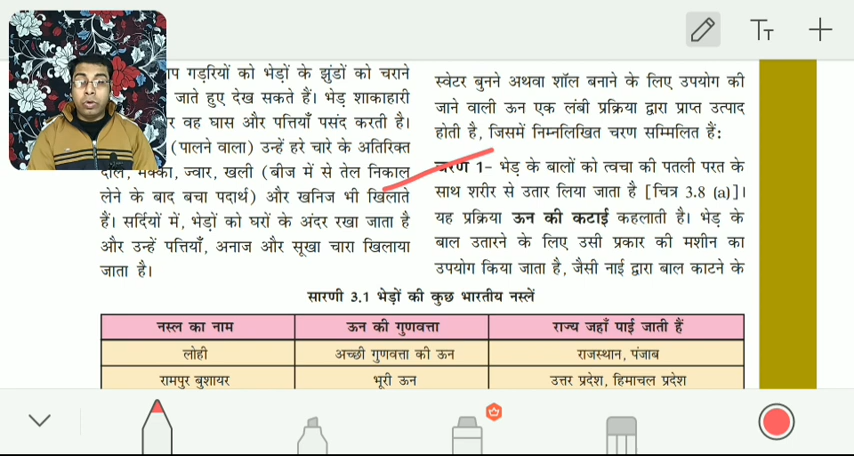 प गड़रियों को भेड़ों के झुंडों को चराने
जाते हुए देख सकते हैं। भेड़ शाकाहारी
र वह घास और पत्तियाँ पसंद करती है।
(पालने वाला) उन्हें हरे चारे के अतिरिक्त
दाल, मक्का, ज्वार, खली (बीज में से तेल निकाल
लेने के बाद बचा पदार्थ) और खनिज भी खिलाते
हैं। सर्दियों में, भेड़ों को घरों के अंदर रखा जाता है
और उन्हें पत्तियाँ, अनाज और सूखा चारा खिलाया
जाता है।
स्वेटर बुनने अथवा शॉल बनाने के लिए उपयोग की
जाने वाली ऊन एक लंबी प्रक्रिया द्वारा प्राप्त उत्पाद
होती है, जिसमें निम्नलिखित चरण सम्मिलित हैं:
चरण 1- भेड़ के बालों को त्वचा की पतली परत के
साथ शरीर से उतार लिया जाता है [चित्र 3.8 (a)]।
यह प्रक्रिया ऊन की कटाई कहलाती है। भेड़ के
बाल उतारने के लिए उसी प्रकार की मशीन का
उपयोग किया जाता है, जैसी नाई द्वारा बाल काटने के
सारणी 3.1 भेड़ों की कुछ भारतीय नस्लें
नस्ल का नाम ऊन की गुणवत्ता राज्य जहाँ पाई जाती हैं
लोही अच्छी गुणवत्ता की ऊन राजस्थान, पंजाब
रामपुर बुशायर भूरी ऊन उत्तर प्रदेश, हिमाचल प्रदेश